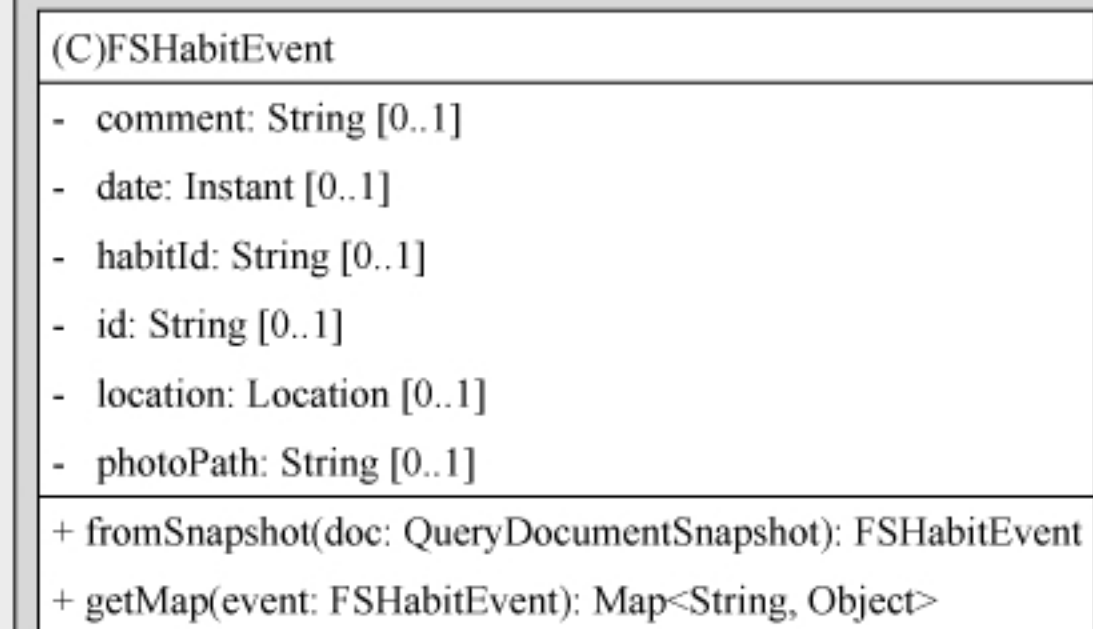 (C)FSHabitEvent
- comment: String [0..1]
- date: Instant [0..1]
- habitId: String [0..1]
- id: String [0..1]
- location: Location [0..1]
- photoPath: String [0..1]
+ fromSnapshot(doc: QueryDocumentSnapshot): FSHabitEvent
+ getMap(event: FSHabitEvent): Map<String, Object>